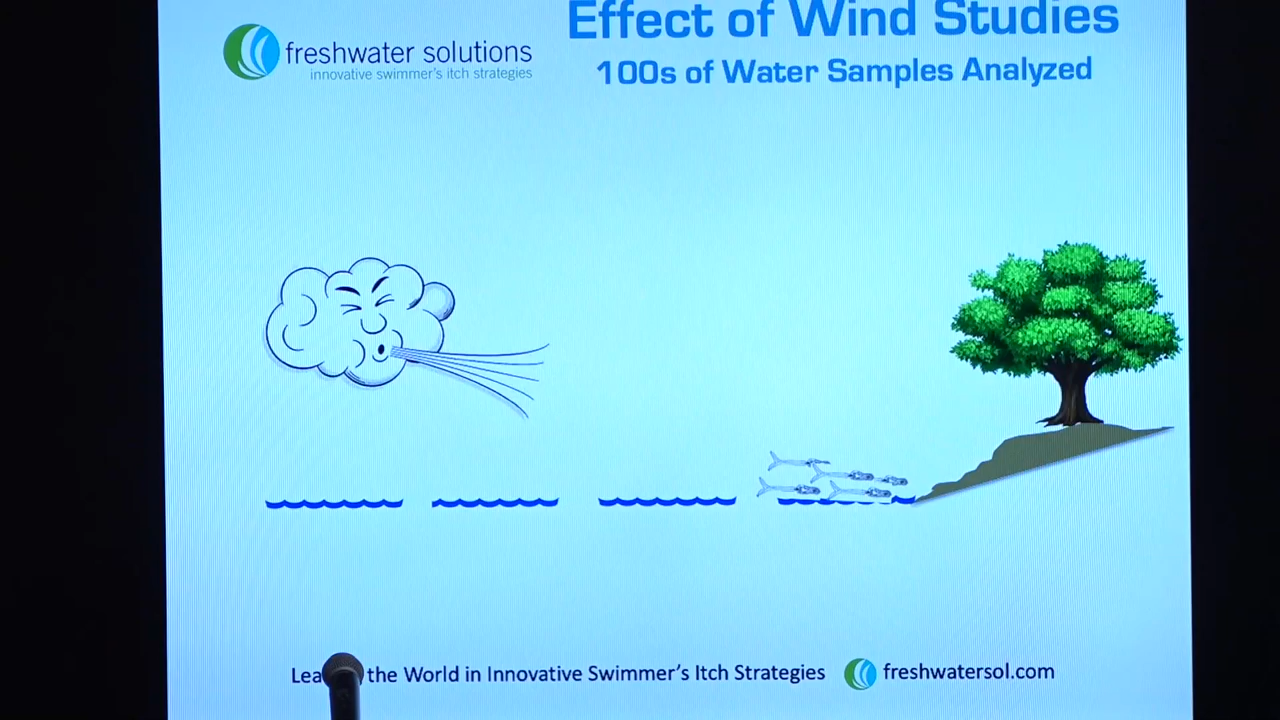 Effect of Wind Studies
freshwater solutions
innovative swimmer's itch strategies
100s of Water Samples Analyzed
the World in Innovative Swimmer's Itch Strategies
freshwatersol.com